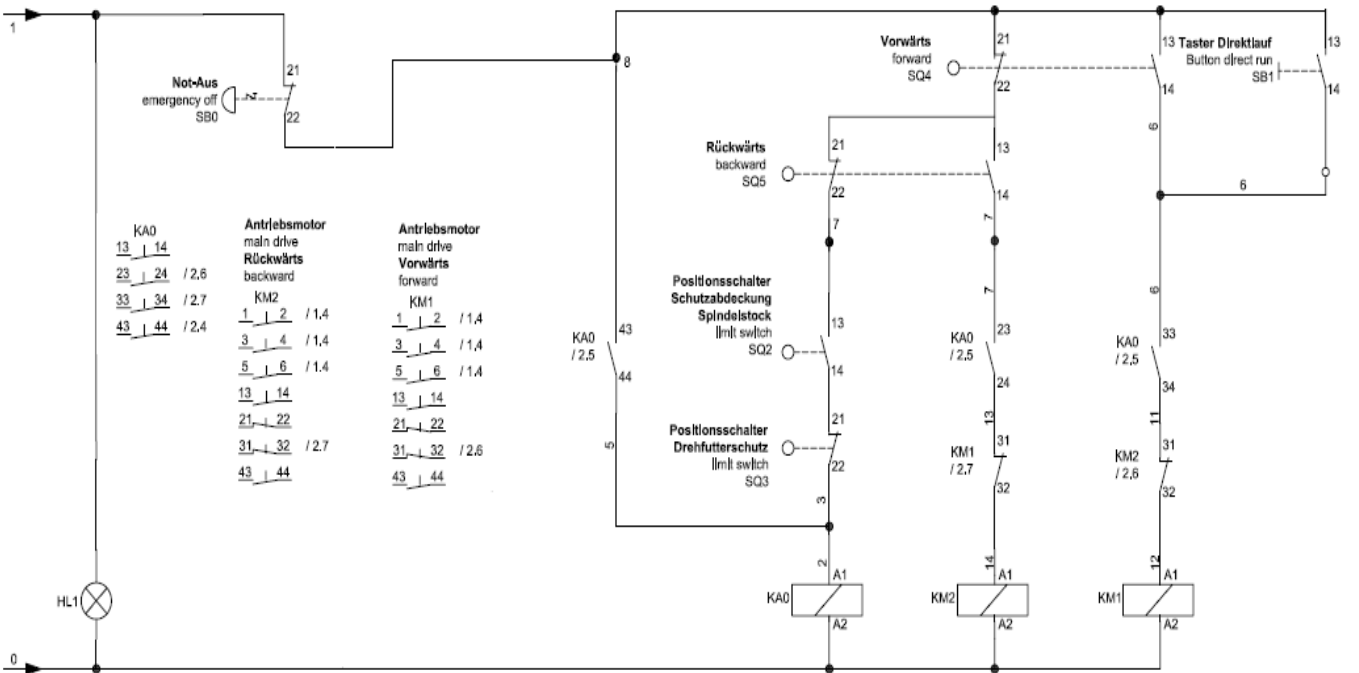 1
Not-Aus
emergency off
SB0
21
22
8
Vorwärts
forward
SQ4
21
22
13
14
Taster Direktlauf
Button direct run
SB1
13
14
6
6
Rückwärts
backward
SQ5
21
22
13
14
7
7
7
KA0
13 14
23 24 / 2,6
33 34 / 2.7
43 44 / 2,4
Antriebsmotor
main drive
Rückwärts
backward
KM2
1 2 / 1.4
3 4 / 1.4
5 6 / 1.4
13 14
21 22
31 32 / 2.7
43 44
Antriebsmotor
main drive
Vorwärts
forward
KM1
1 2 / 1.4
3 4 / 1.4
5 6 / 1.4
13 14
21 22
31 32 / 2.6
43 44
KA0
/ 2.5
43
44
5
Positionsschalter
Schutzabdeckung
Spindelstock
limit switch
SQ2
13
14
Positionsschalter
Drehfutterschutz
limit switch
SQ3
21
22
3
2
KA0
/ 2.5
23
24
13
KM1
/ 2.7
31
32
14
6
KA0
/ 2.5
33
34
11
KM2
/ 2,6
31
32
12
HL1
KA0
A1
A2
KM2
A1
A2
KM1
A1
A2
0